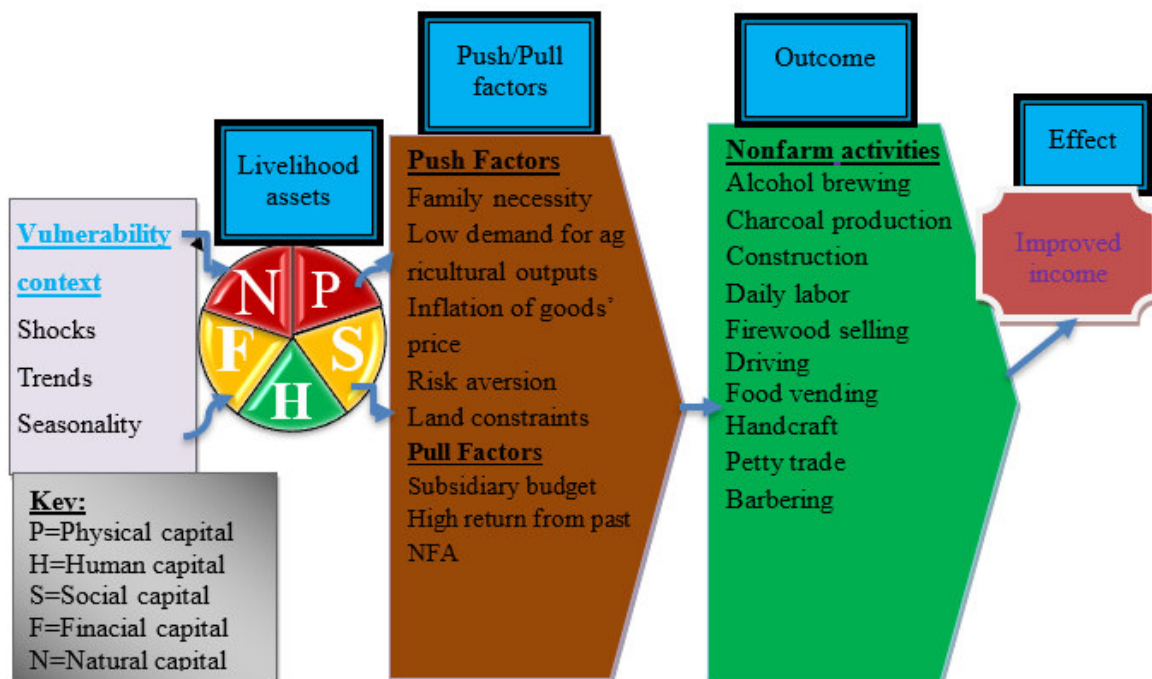 Vulnerability
context
Shocks
Trends
Seasonality
Key:
P=Physical capital
H=Human capital
S=Social capital
F=Finacial capital
N=Natural capital
Livelihood
assets
N
P
F
S
H
Push/Pull
factors
Push Factors
Family necessity
Low demand for ag
ricultural outputs
Inflation of goods’
price
Risk aversion
Land constraints
Pull Factors
Subsidiary budget
High return from past
NFA
Outcome
Nonfarm activities
Alcohol brewing
Charcoal production
Construction
Daily labor
Firewood selling
Driving
Food vending
Handcraft
Petty trade
Barbering
Effect
Improved
income